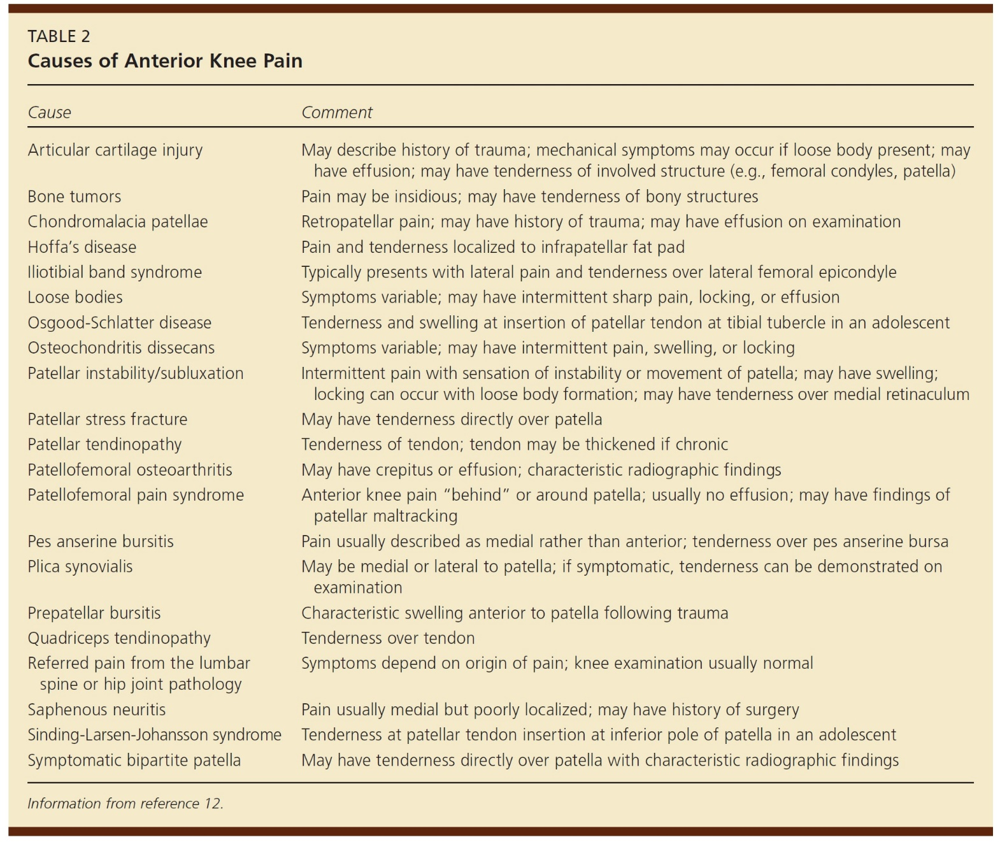 TABLE 2
Causes of Anterior Knee Pain
Cause Comment
Articular cartilage injury May describe history of trauma; mechanical symptoms may occur if loose body present; may
have effusion; may have tenderness of involved structure (e.g., femoral condyles, patella)
Bone tumors Pain may be insidious; may have tenderness of bony structures
Chondromalacia patellae Retropatellar pain; may have history of trauma; may have effusion on examination
Hoffa’s disease Pain and tenderness localized to infrapatellar fat pad
Iliotibial band syndrome Typically presents with lateral pain and tenderness over lateral femoral epicondyle
Loose bodies Symptoms variable; may have intermittent sharp pain, locking, or effusion
Osgood-Schlatter disease Tenderness and swelling at insertion of patellar tendon at tibial tubercle in an adolescent
Osteochondritis dissecans Symptoms variable; may have intermittent pain, swelling, or locking
Patellar instability/subluxation Intermittent pain with sensation of instability or movement of patella; may have swelling;
locking can occur with loose body formation; may have tenderness over medial retinaculum
Patellar stress fracture May have tenderness directly over patella
Patellar tendinopathy Tenderness of tendon; tendon may be thickened if chronic
Patellofemoral osteoarthritis May have crepitus or effusion; characteristic radiographic findings
Patellofemoral pain syndrome Anterior knee pain “behind” or around patella; usually no effusion; may have findings of
patellar maltracking
Pes anserine bursitis Pain usually described as medial rather than anterior; tenderness over pes anserine bursa
Plica synovialis May be medial or lateral to patella; if symptomatic, tenderness can be demonstrated on
examination
Prepatellar bursitis Characteristic swelling anterior to patella following trauma
Quadriceps tendinopathy Tenderness over tendon
Referred pain from the lumbar Symptoms depend on origin of pain; knee examination usually normal
spine or hip joint pathology
Saphenous neuritis Pain usually medial but poorly localized; may have history of surgery
Sinding-Larsen-Johansson syndrome Tenderness at patellar tendon insertion at inferior pole of patella in an adolescent
Symptomatic bipartite patella May have tenderness directly over patella with characteristic radiographic findings
Information from reference 12.